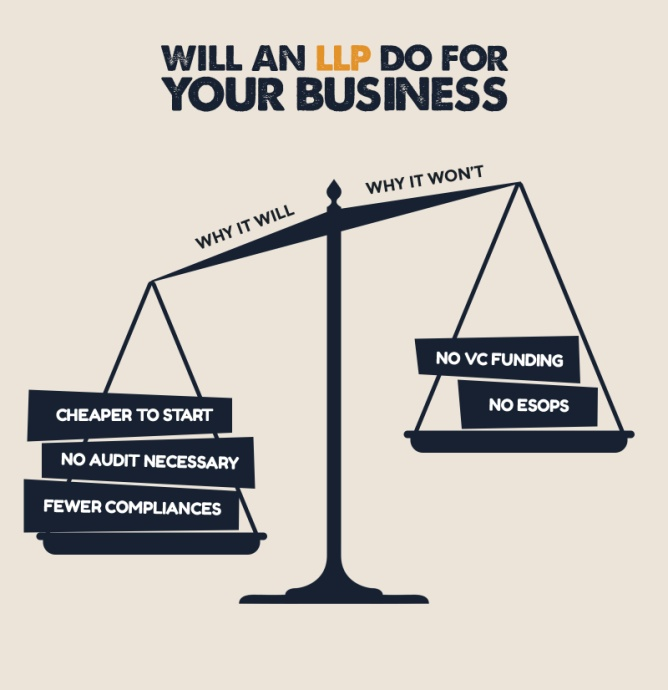 WILL AN LLP DO FOR
YOUR BUSINESS
WHY IT WILL
WHY IT WON'T
CHEAPER TO START
NO AUDIT NECESSARY
FEWER COMPLIANCES
NO VC FUNDING
NO ESOPS